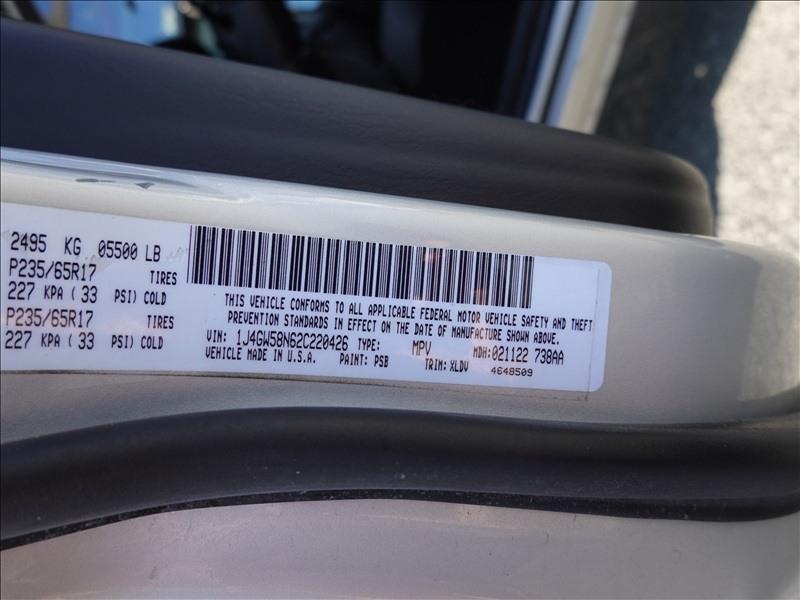 2495 KG 05500 LB
P235/65R17 TIRES
227 KPA ( 33 PSI) COLD
P235/65R17 TIRES
227 KPA ( 33 PSI) COLD
THIS VEHICLE CONFORMS TO ALL APPLICABLE FEDERAL MOTOR VEHICLE SAFETY AND THEFT
PREVENTION STANDARDS IN EFFECT ON THE DATE OF MANUFACTURE SHOWN ABOVE.
VIN: 1J4GW58N62C220426 TYPE: MPV MDH: 021122 738AA
VEHICLE MADE IN U.S.A. PAINT: PSB TRIM: XLDV
4648509